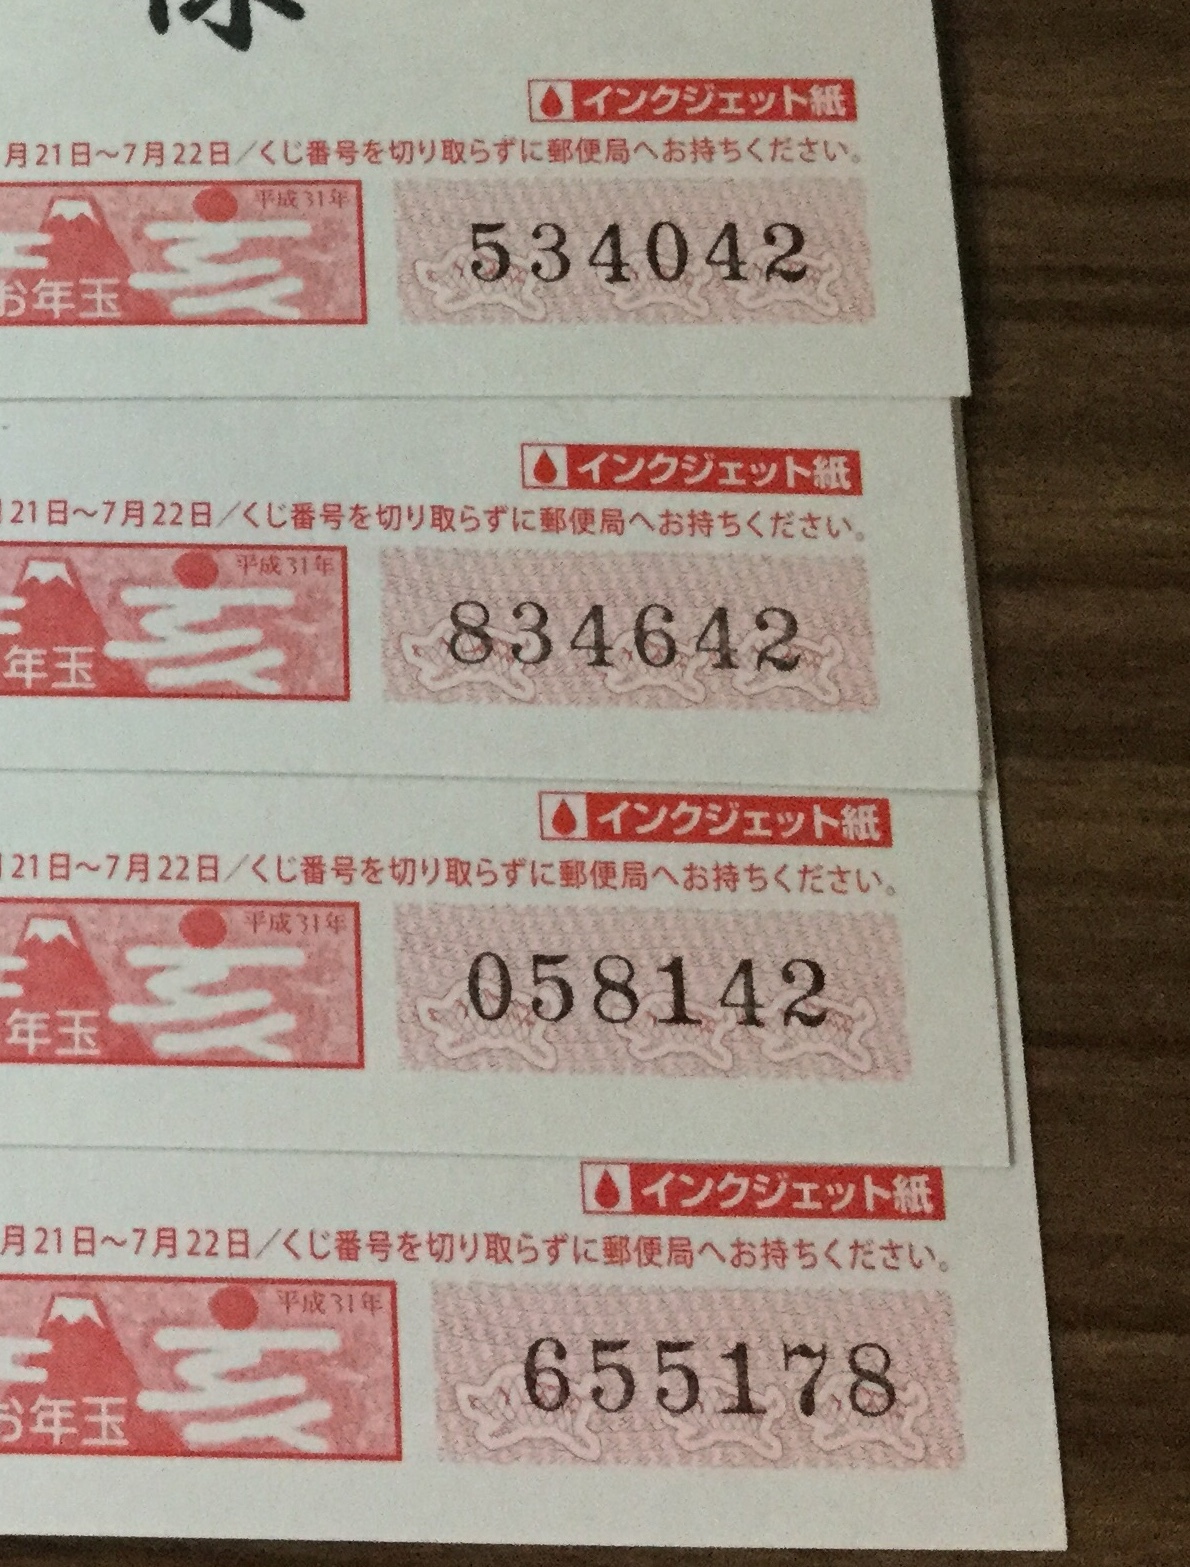 様
インクジェット紙
月21日～7月22日／くじ番号を切り取らずに郵便局へお持ちください。
平成31年
お年玉
534042
インクジェット紙
21日～7月22日／くじ番号を切り取らずに郵便局へお持ちください。
平成31年
年玉
834642
インクジェット紙
21日～7月22日／くじ番号を切り取らずに郵便局へお持ちください。
平成31年
年玉
058142
インクジェット紙
月21日～7月22日／くじ番号を切り取らずに郵便局へお持ちください。
平成31年
お年玉
655178